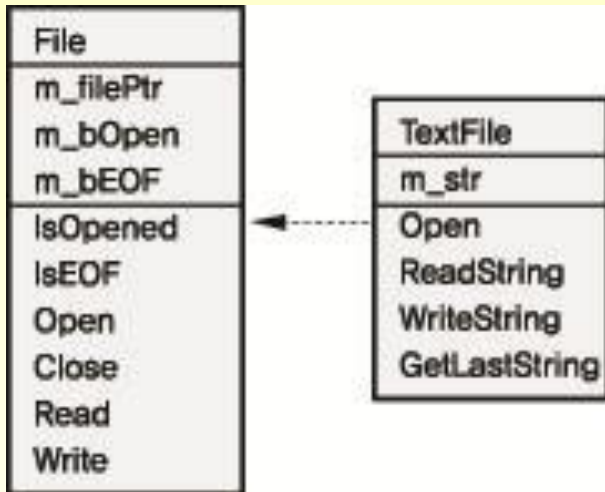 File
m_filePtr
m_bOpen
m_bEOF
IsOpened
IsEOF
Open
Close
Read
Write
TextFile
m_str
Open
ReadString
WriteString
GetLastString